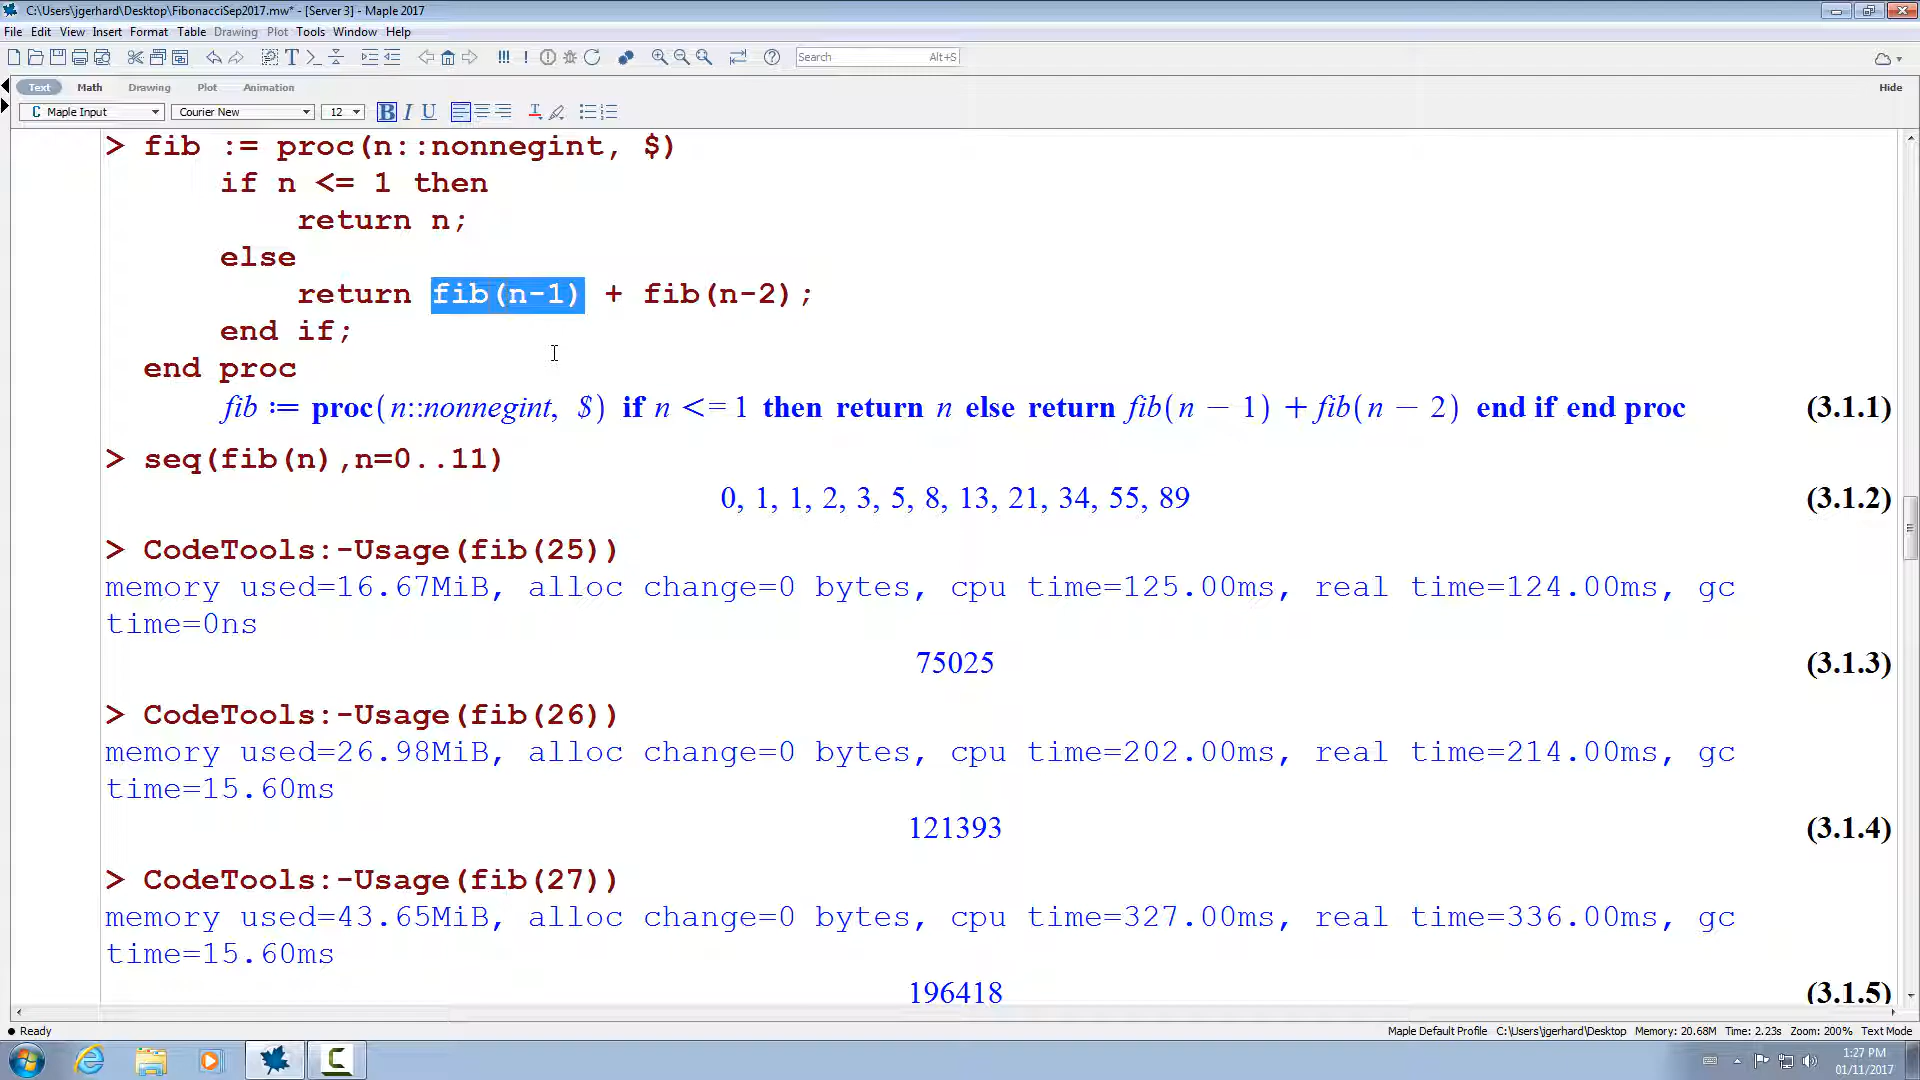 C:\Users\jgerhard\Desktop\FibonacciSep2017.mw* - [Server 3] - Maple 2017
File Edit View Insert Format Table Drawing Plot Tools Window Help
Search Alt+S
Text Math Drawing Plot Animation Hide
C Maple Input Courier New 12 B I U
> fib := proc(n::nonnegint, $)
if n <= 1 then
return n;
else
return fib(n-1) + fib(n-2);
end if;
end proc
fib := proc(n::nonnegint, $) if n <= 1 then return n else return fib(n − 1) + fib(n − 2) end if end proc (3.1.1)
> seq(fib(n),n=0..11)
0, 1, 1, 2, 3, 5, 8, 13, 21, 34, 55, 89 (3.1.2)
> CodeTools:-Usage(fib(25))
memory used=16.67MiB, alloc change=0 bytes, cpu time=125.00ms, real time=124.00ms, gc
time=0ns
75025 (3.1.3)
> CodeTools:-Usage(fib(26))
memory used=26.98MiB, alloc change=0 bytes, cpu time=202.00ms, real time=214.00ms, gc
time=15.60ms
121393 (3.1.4)
> CodeTools:-Usage(fib(27))
memory used=43.65MiB, alloc change=0 bytes, cpu time=327.00ms, real time=336.00ms, gc
time=15.60ms
196418 (3.1.5)
Ready Maple Default Profile C:\Users\jgerhard\Desktop Memory: 20.68M Time: 2.23s Zoom: 200% Text Mode
1:27 PM
01/11/2017